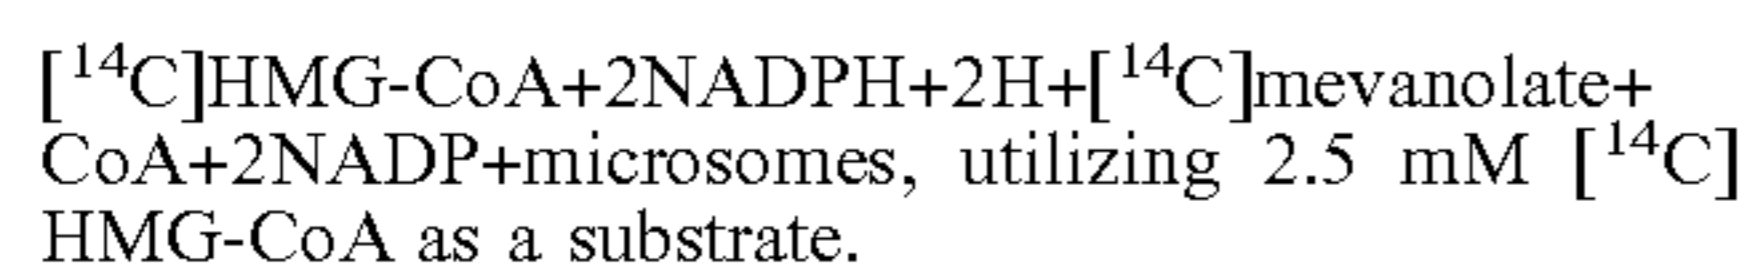 [¹⁴C]HMG-CoA+2NADPH+2H+[¹⁴C]mevanolate+
CoA+2NADP+microsomes, utilizing 2.5 mM [¹⁴C]
HMG-CoA as a substrate.